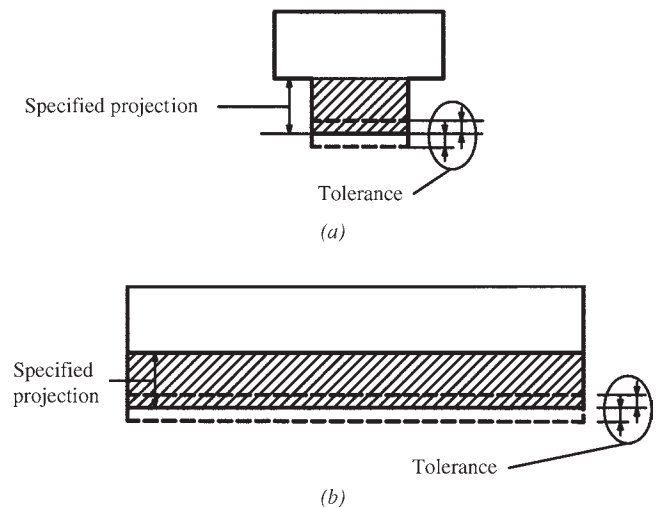 Specified projection
Tolerance
(a)
Specified
projection
Tolerance
(b)